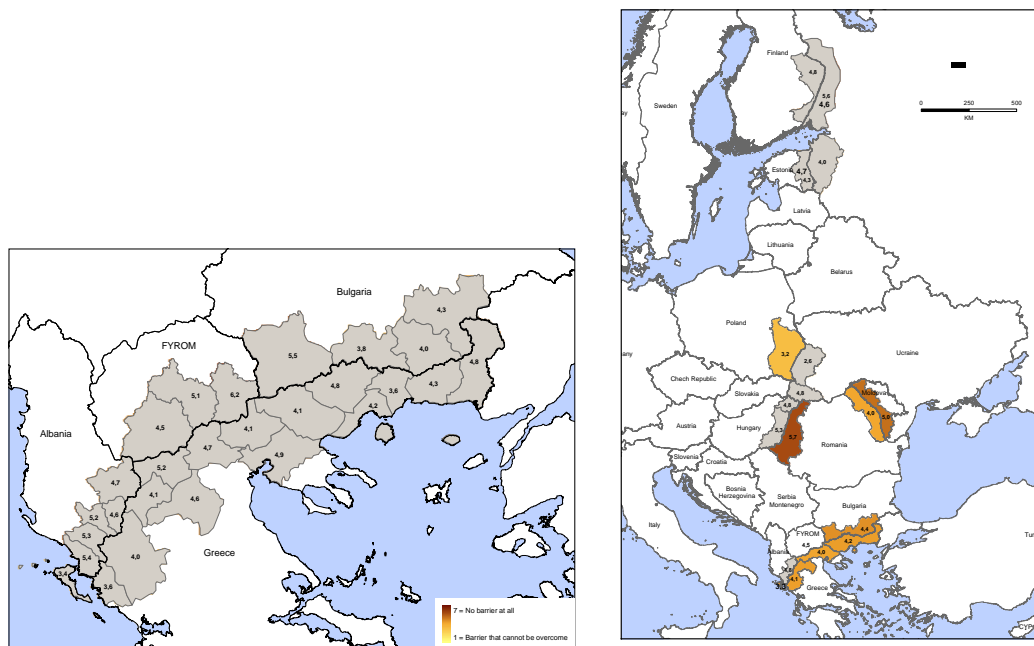 Bulgaria
4,3
FYROM
5,5
3,8
4,0
4,8
5,1
6,2
4,8
3,6
4,3
4,5
4,1
4,2
Albania
4,1
4,7
4,9
5,2
4,7
4,1
4,6
5,2
4,6
5,3
4,0
5,4
Greece
3,4
3,6
7 = No barrier at all
1 = Barrier that cannot be overcome
Finland
4,8
5,6
4,6
Sweden
0 250 500
KM
Estonia
4,7
4,0
4,3
Latvia
Lithuania
Belarus
Poland
3,2
2,6
Ukraine
Chech Republic
Slovakia
4,8
4,8
Moldova
4,0
5,0
Austria
Hungary
5,3
5,7
Romania
Slovenia
Croatia
Bosnia
Herzegovina
Serbia
Montenegro
Bulgaria
Italy
FYROM
4,4
4,2
4,5
4,0
Albania
4,1
Greece